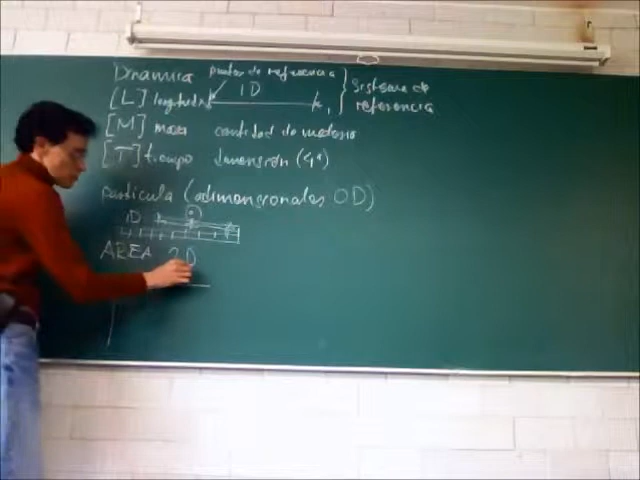 Dinamica punto de referencia
[L] longitud 1D Sistema de referencia
[M] masa cantidad de materia
[T] tiempo dimensión (4ª)
particula (adimensionales 0D)
1D
AREA 2D